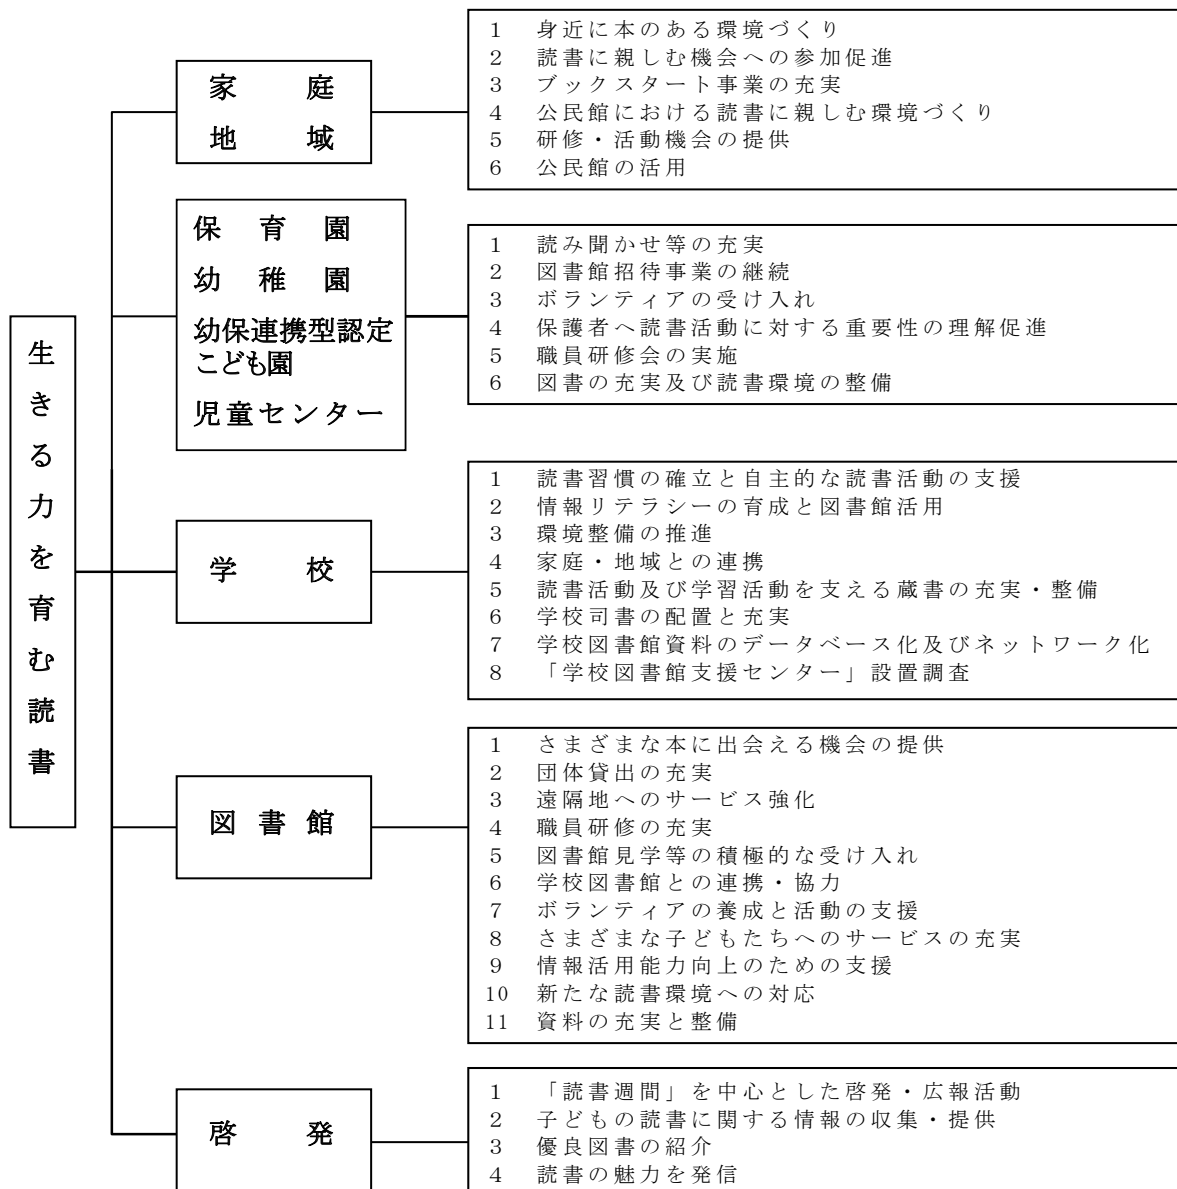 生きる力を育む読書
家庭
地域
1 身近に本のある環境づくり
2 読書に親しむ機会への参加促進
3 ブックスタート事業の充実
4 公民館における読書に親しむ環境づくり
5 研修・活動機会の提供
6 公民館の活用
保育園
幼稚園
幼保連携型認定
こども園
児童センター
1 読み聞かせ等の充実
2 図書館招待事業の継続
3 ボランティアの受け入れ
4 保護者へ読書活動に対する重要性の理解促進
5 職員研修会の実施
6 図書の充実及び読書環境の整備
学校
1 読書習慣の確立と自主的な読書活動の支援
2 情報リテラシーの育成と図書館活用
3 環境整備の推進
4 家庭・地域との連携
5 読書活動及び学習活動を支える蔵書の充実・整備
6 学校司書の配置と充実
7 学校図書館資料のデータベース化及びネットワーク化
8 「学校図書館支援センター」設置調査
図書館
1 さまざまな本に出会える機会の提供
2 団体貸出の充実
3 遠隔地へのサービス強化
4 職員研修の充実
5 図書館見学等の積極的な受け入れ
6 学校図書館との連携・協力
7 ボランティアの養成と活動の支援
8 さまざまな子どもたちへのサービスの充実
9 情報活用能力向上のための支援
10 新たな読書環境への対応
11 資料の充実と整備
啓発
1 「読書週間」を中心とした啓発・広報活動
2 子どもの読書に関する情報の収集・提供
3 優良図書の紹介
4 読書の魅力を発信